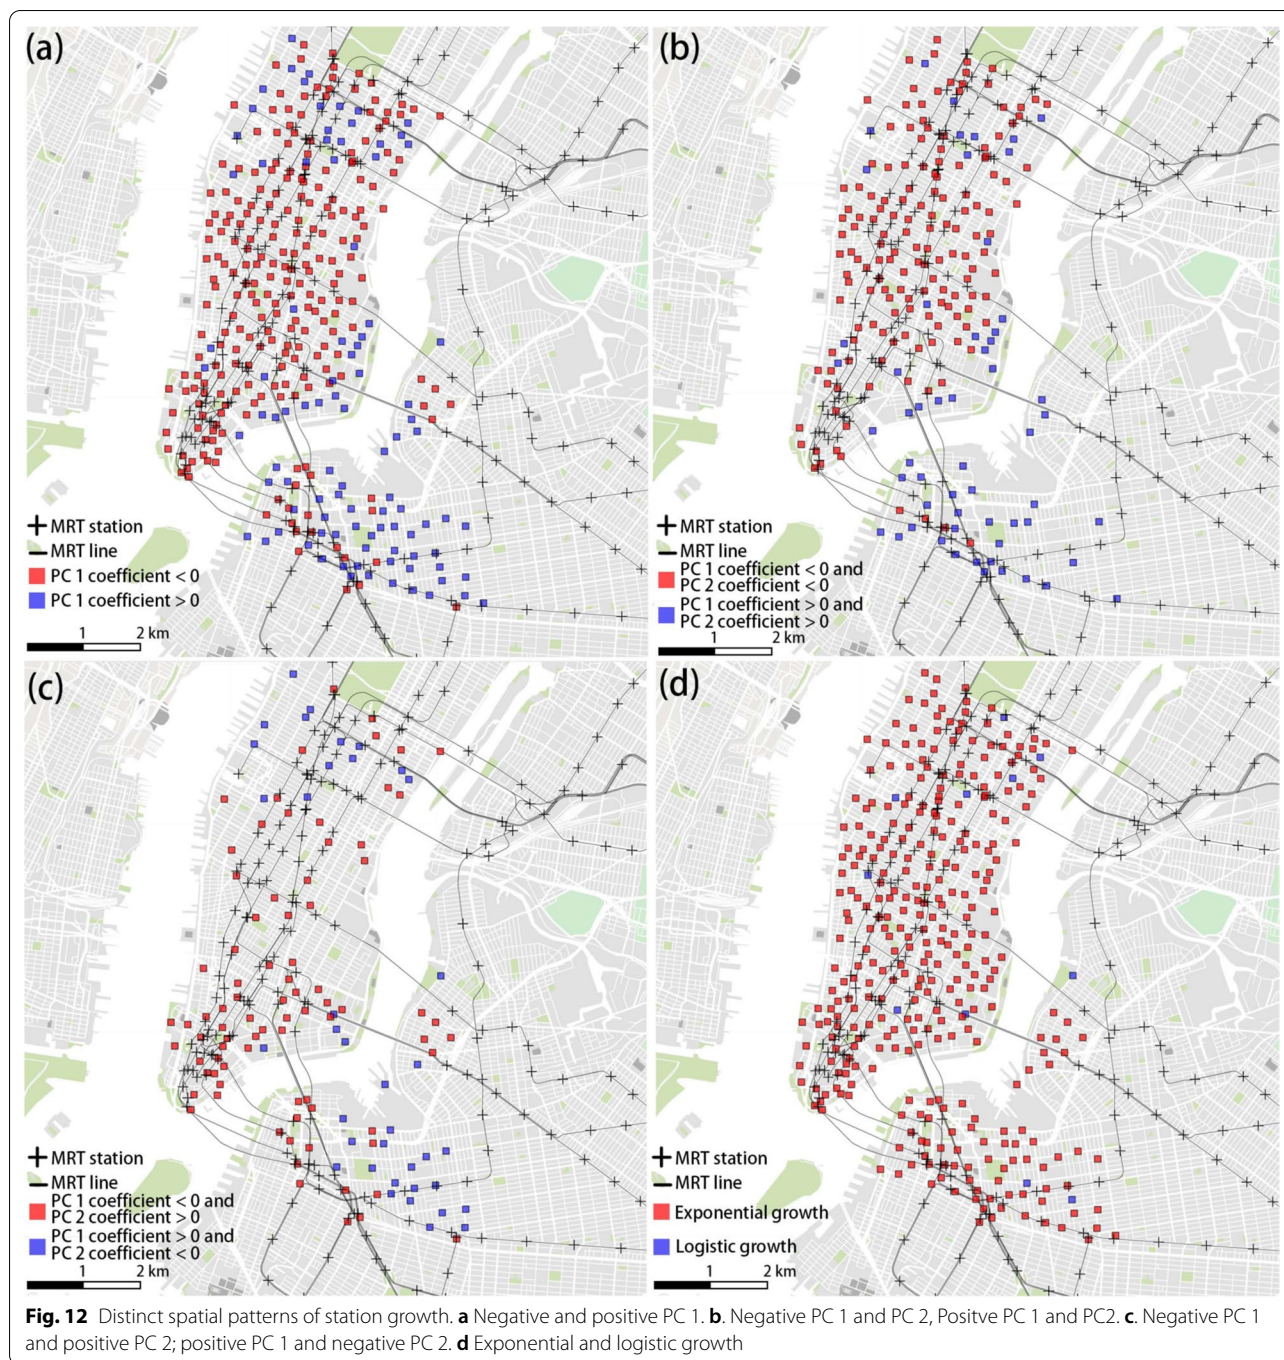 (a)
MRT station
MRT line
PC 1 coefficient < 0
PC 1 coefficient > 0
1 2 km
(b)
MRT station
MRT line
PC 1 coefficient < 0 and
PC 2 coefficient < 0
PC 1 coefficient > 0 and
PC 2 coefficient > 0
1 2 km
(c)
MRT station
MRT line
PC 1 coefficient < 0 and
PC 2 coefficient > 0
PC 1 coefficient > 0 and
PC 2 coefficient < 0
1 2 km
(d)
MRT station
MRT line
Exponential growth
Logistic growth
1 2 km
Fig. 12 Distinct spatial patterns of station growth. a Negative and positive PC 1. b. Negative PC 1 and PC 2, Positve PC 1 and PC2. c. Negative PC 1
and positive PC 2; positive PC 1 and negative PC 2. d Exponential and logistic growth